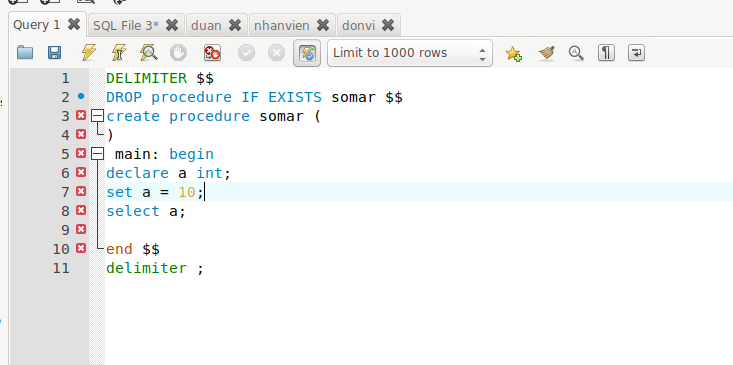 Query 1 SQL File 3* duan nhanvien donvi
Limit to 1000 rows
1 DELIMITER $$
2 DROP procedure IF EXISTS somar $$
3 create procedure somar (
4 )
5 main: begin
6 declare a int;
7 set a = 10;
8 select a;
9
10 end $$
11 delimiter ;